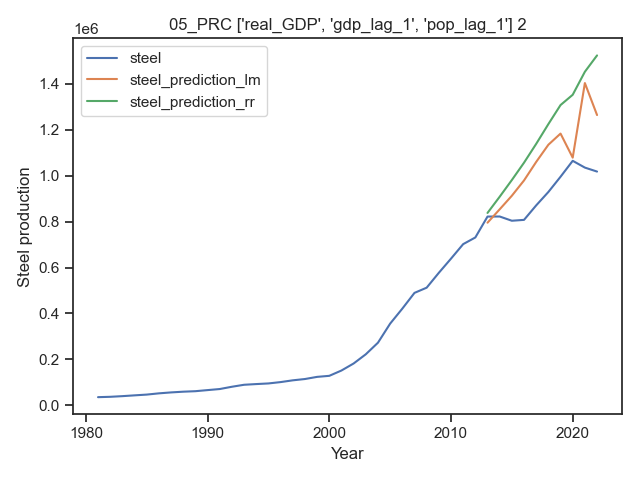 05_PRC ['real_GDP', 'gdp_lag_1', 'pop_lag_1'] 2
1e6
steel
steel_prediction_lm
steel_prediction_rr
1.4
1.2
1.0
0.8
0.6
0.4
0.2
0.0
Steel production
1980
1990
2000
2010
2020
Year